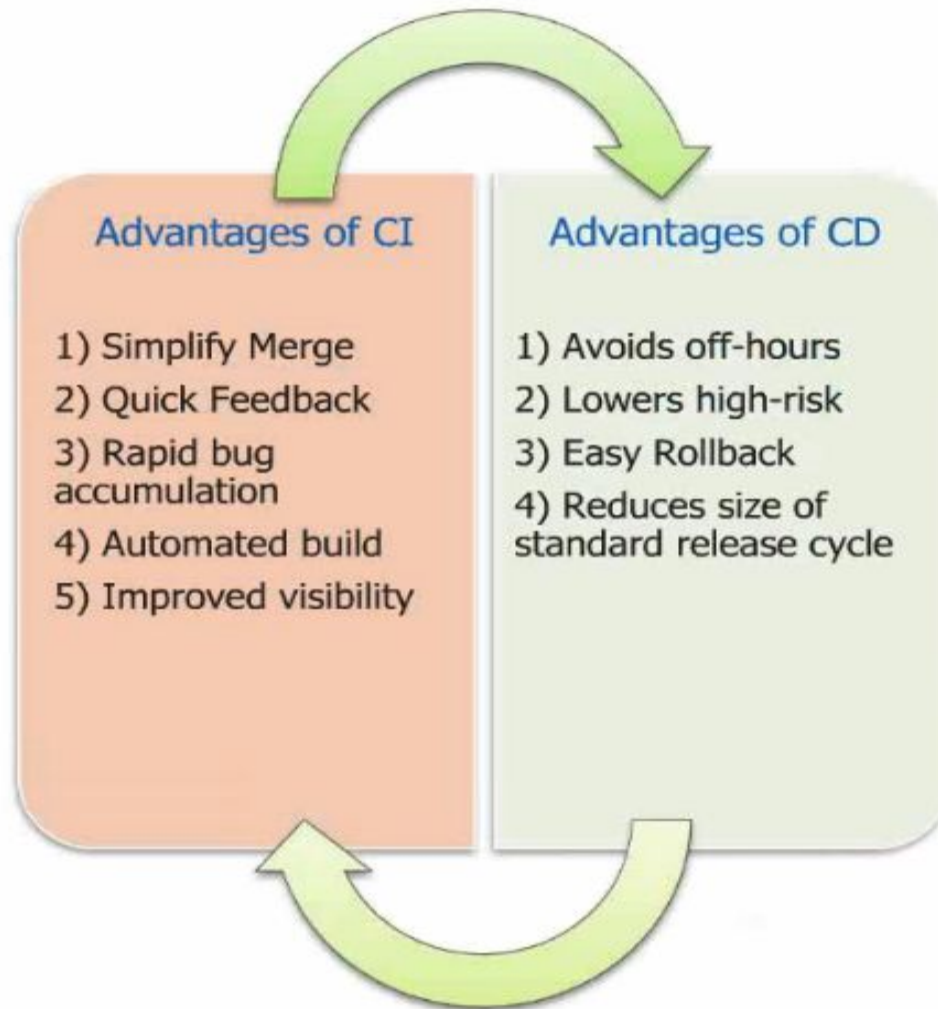 Advantages of CI
1) Simplify Merge
2) Quick Feedback
3) Rapid bug
accumulation
4) Automated build
5) Improved visibility
Advantages of CD
1) Avoids off-hours
2) Lowers high-risk
3) Easy Rollback
4) Reduces size of
standard release cycle